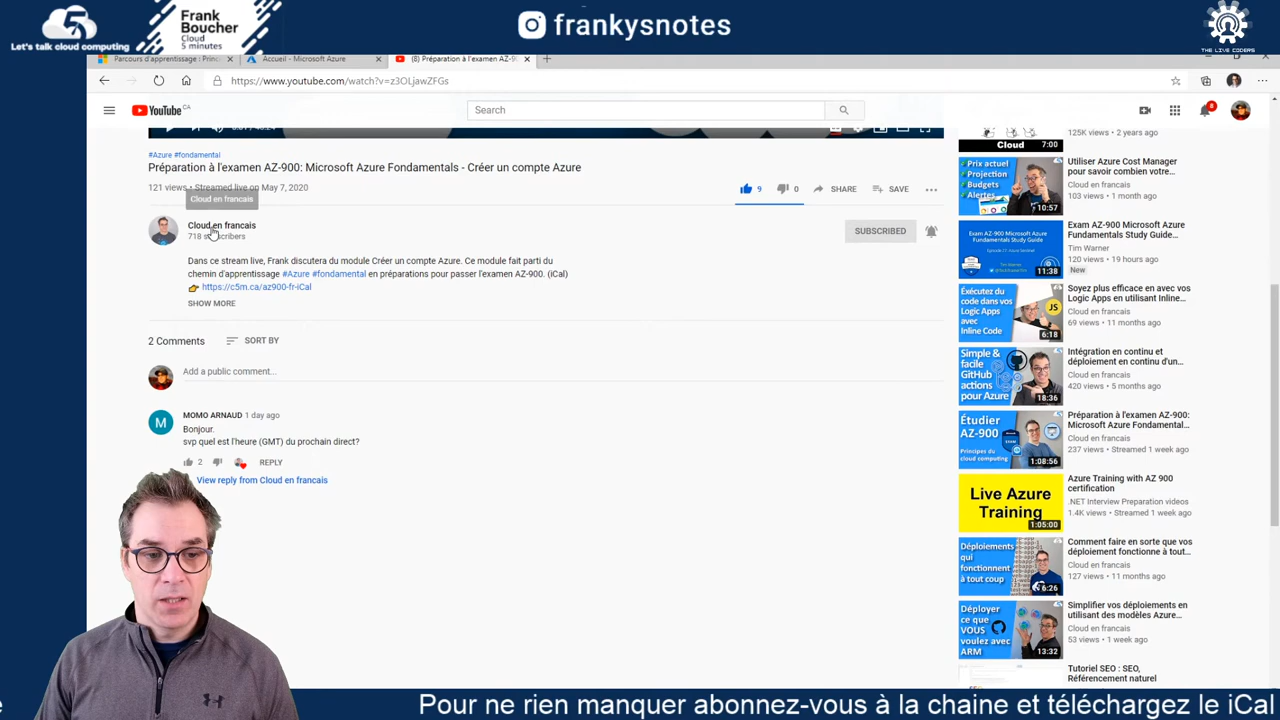 Let's talk cloud computing
5
Frank
Boucher
Cloud
5 minutes
frankysnotes
THE LIVE CODERS
Parcours d'apprentissage : Princ
Accueil - Microsoft Azure
(8) Préparation à l'examen AZ-9
https://www.youtube.com/watch?v=z3OLjawZFGs
YouTube CA
Search
8
#Azure #fondamental
Préparation à l'examen AZ-900: Microsoft Azure Fondamentals - Créer un compte Azure
121 views • Streamed live on May 7, 2020
9
0
SHARE
SAVE
Cloud en francais
Cloud en francais
718 subscribers
SUBSCRIBED
Dans ce stream live, Frank discutera du module Créer un compte Azure. Ce module fait parti du
chemin d'apprentissage #Azure #fondamental en préparations pour passer l'examen AZ-900. (iCal)
https://c5m.ca/az900-fr-iCal
SHOW MORE
2 Comments
SORT BY
Add a public comment...
M
MOMO ARNAUD 1 day ago
Bonjour.
svp quel est l'heure (GMT) du prochain direct?
2
REPLY
View reply from Cloud en francais
Cloud
7:00
125K views • 2 years ago
Prix actuel
Projection
Budgets
Alertes
10:57
Utiliser Azure Cost Manager
pour savoir combien votre...
Cloud en francais
103 views • 1 month ago
Exam AZ-900 Microsoft Azure
Fundamentals Study Guide
11:38
Exam AZ-900 Microsoft Azure
Fundamentals Study Guide...
Tim Warner
120 views • 19 hours ago
New
Exécutez du
code dans vos
Logic Apps
avec
Inline Code
JS
6:18
Soyez plus efficace en avec vos
Logic Apps en utilisant Inline...
Cloud en francais
69 views • 11 months ago
Simple &
facile
GitHub
actions
pour Azure
18:36
Intégration en continu et
déploiement en continu d'un...
Cloud en francais
420 views • 5 months ago
Étudier
AZ-900
Principes du
cloud computing
1:08:56
Préparation à l'examen AZ-900:
Microsoft Azure Fondamental...
Cloud en francais
237 views • Streamed 1 week ago
Live Azure
Training
1:05:00
Azure Training with AZ 900
certification
.NET Interview Preparation videos
1.4K views • Streamed 1 week ago
Déploiements
qui
fonctionnent
à tout coup
6:26
Comment faire en sorte que vos
déploiement fonctionne à tout...
Cloud en francais
127 views • 11 months ago
Déployer
ce que
VOUS
voulez avec
ARM
13:32
Simplifier vos déploiements en
utilisant des modèles Azure...
Cloud en francais
53 views • 1 week ago
Tutoriel SEO : SEO,
Référencement naturel
Pour ne rien manquer abonnez-vous à la chaine et téléchargez le iCal